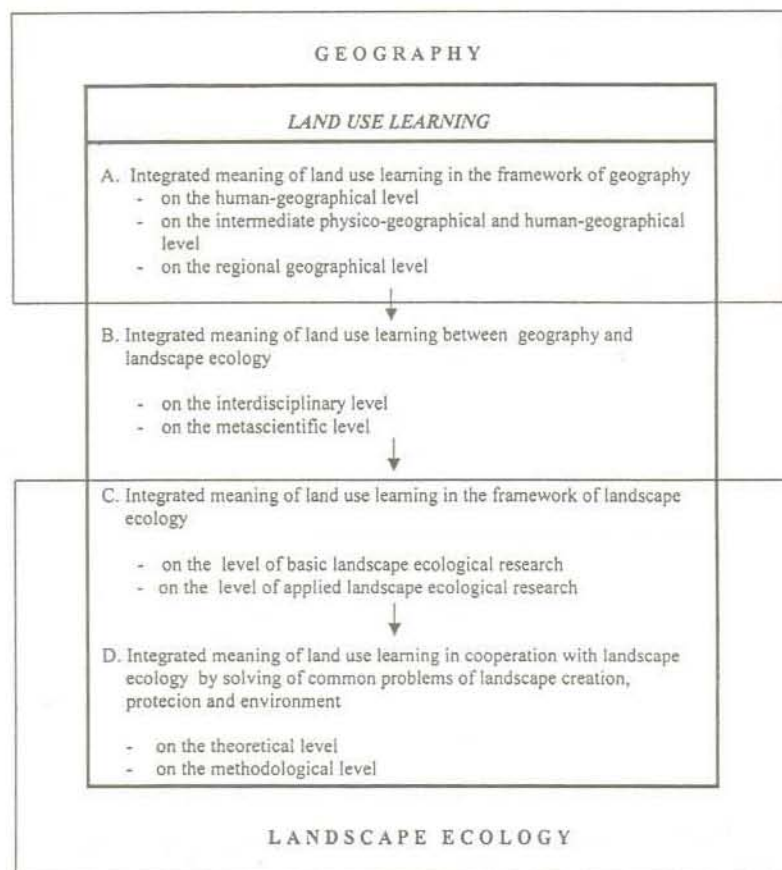 GEOGRAPHY
LAND USE LEARNING
A. Integrated meaning of land use learning in the framework of geography
- on the human-geographical level
- on the intermediate physico-geographical and human-geographical
level
- on the regional geographical level
B. Integrated meaning of land use learning between geography and
landscape ecology
- on the interdisciplinary level
- on the metascientific level
C. Integrated meaning of land use learning in the framework of landscape
ecology
- on the level of basic landscape ecological research
- on the level of applied landscape ecological research
D. Integrated meaning of land use learning in cooperation with landscape
ecology by solving of common problems of landscape creation,
protecion and environment
- on the theoretical level
- on the methodological level
LANDSCAPE ECOLOGY